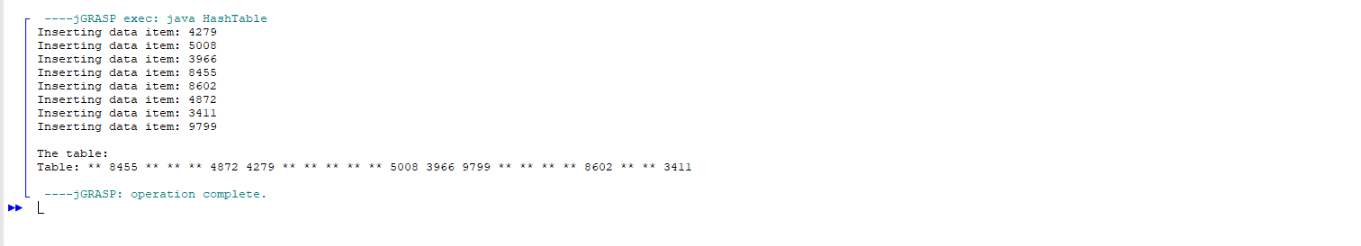 ----jGRASP exec: java HashTable
Inserting data item: 4279
Inserting data item: 5008
Inserting data item: 3966
Inserting data item: 8455
Inserting data item: 8602
Inserting data item: 4872
Inserting data item: 3411
Inserting data item: 9799
The table:
Table: ** 8455 ** ** ** 4872 4279 ** ** ** ** ** 5008 3966 9799 ** ** ** ** 8602 ** ** 3411
----jGRASP: operation complete.